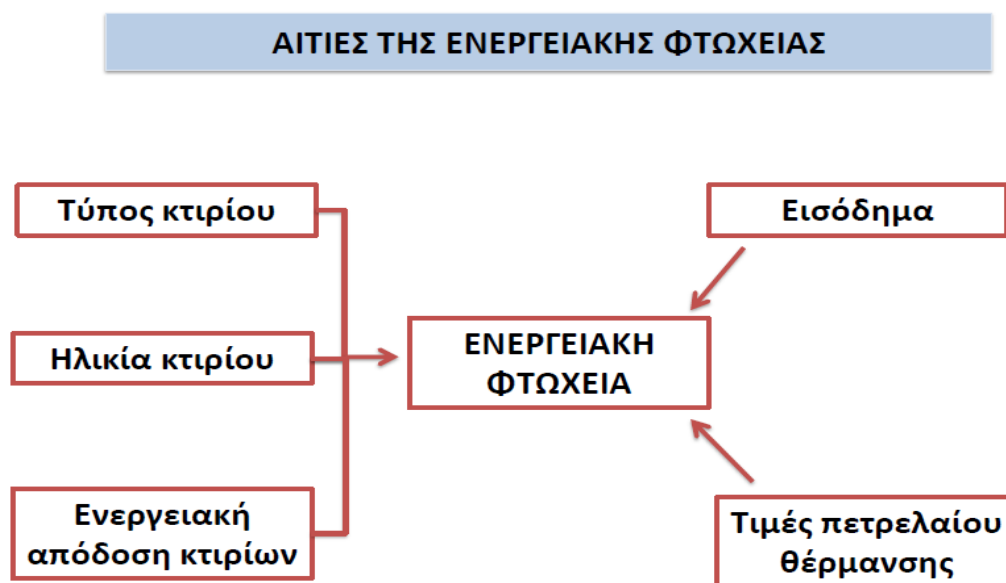 ΑΙΤΙΕΣ ΤΗΣ ΕΝΕΡΓΕΙΑΚΗΣ ΦΤΩΧΕΙΑΣ
Τύπος κτιρίου
Εισόδημα
Ηλικία κτιρίου
ΕΝΕΡΓΕΙΑΚΗ
ΦΤΩΧΕΙΑ
Ενεργειακή
απόδοση κτιρίων
Τιμές πετρελαίου
θέρμανσης